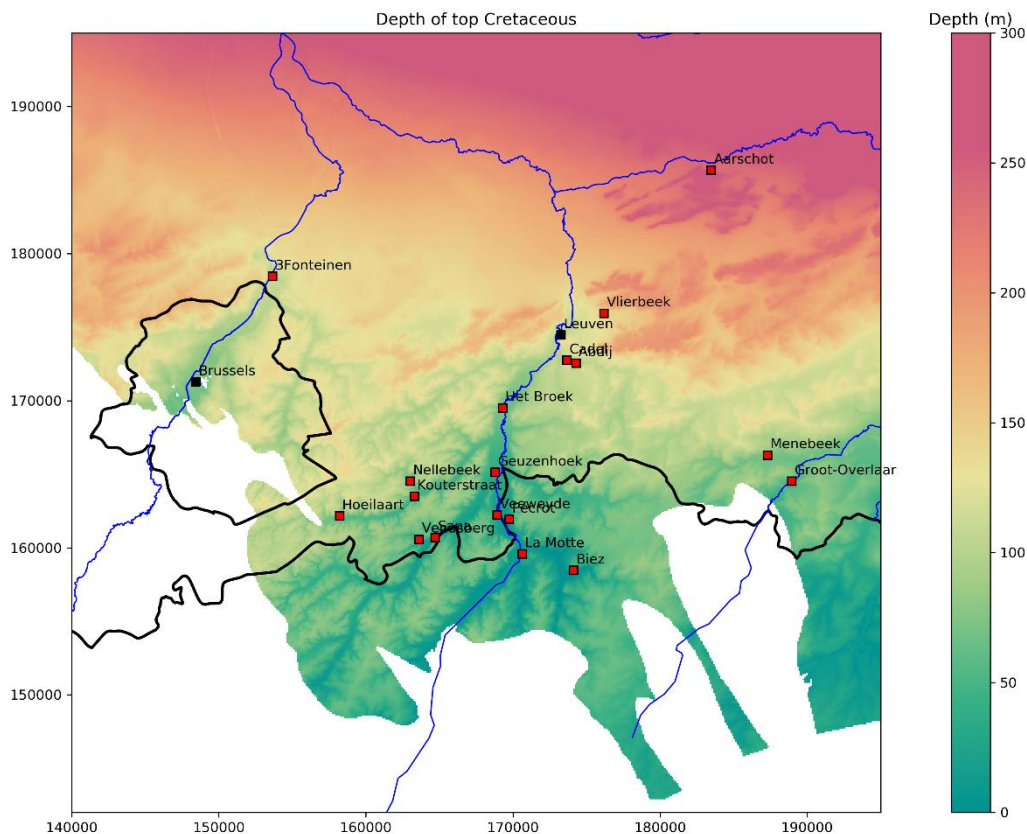 Depth of top Cretaceous
Depth (m)
300
250
200
150
100
50
0
190000
180000
170000
160000
150000
140000
150000
160000
170000
180000
190000
Aarschot
3Fonteinen
Vlierbeek
Leuven
Abdij
Brussels
Het Broek
Menebeek
Geuzenhoek
Nellebeek
Groot-Overlaar
Kouterstraat
Hoeilaart
Veeweyde
Pecrot
La Motte
Biez